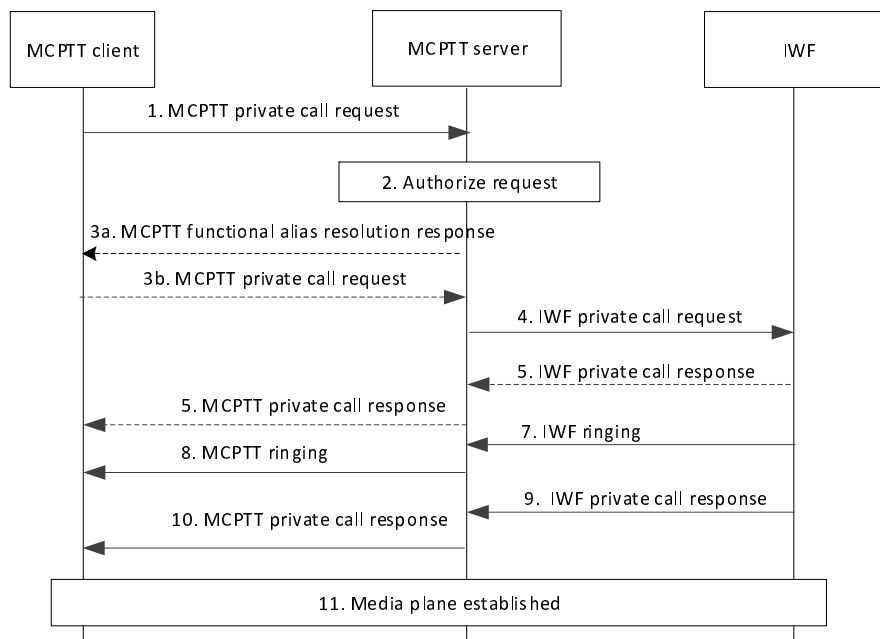 MCPTT client
MCPTT server
IWF
1. MCPTT private call request
2. Authorize request
3a. MCPTT functional alias resolution response
3b. MCPTT private call request
4. IWF private call request
5. IWF private call response
5. MCPTT private call response
7. IWF ringing
8. MCPTT ringing
9. IWF private call response
10. MCPTT private call response
11. Media plane established